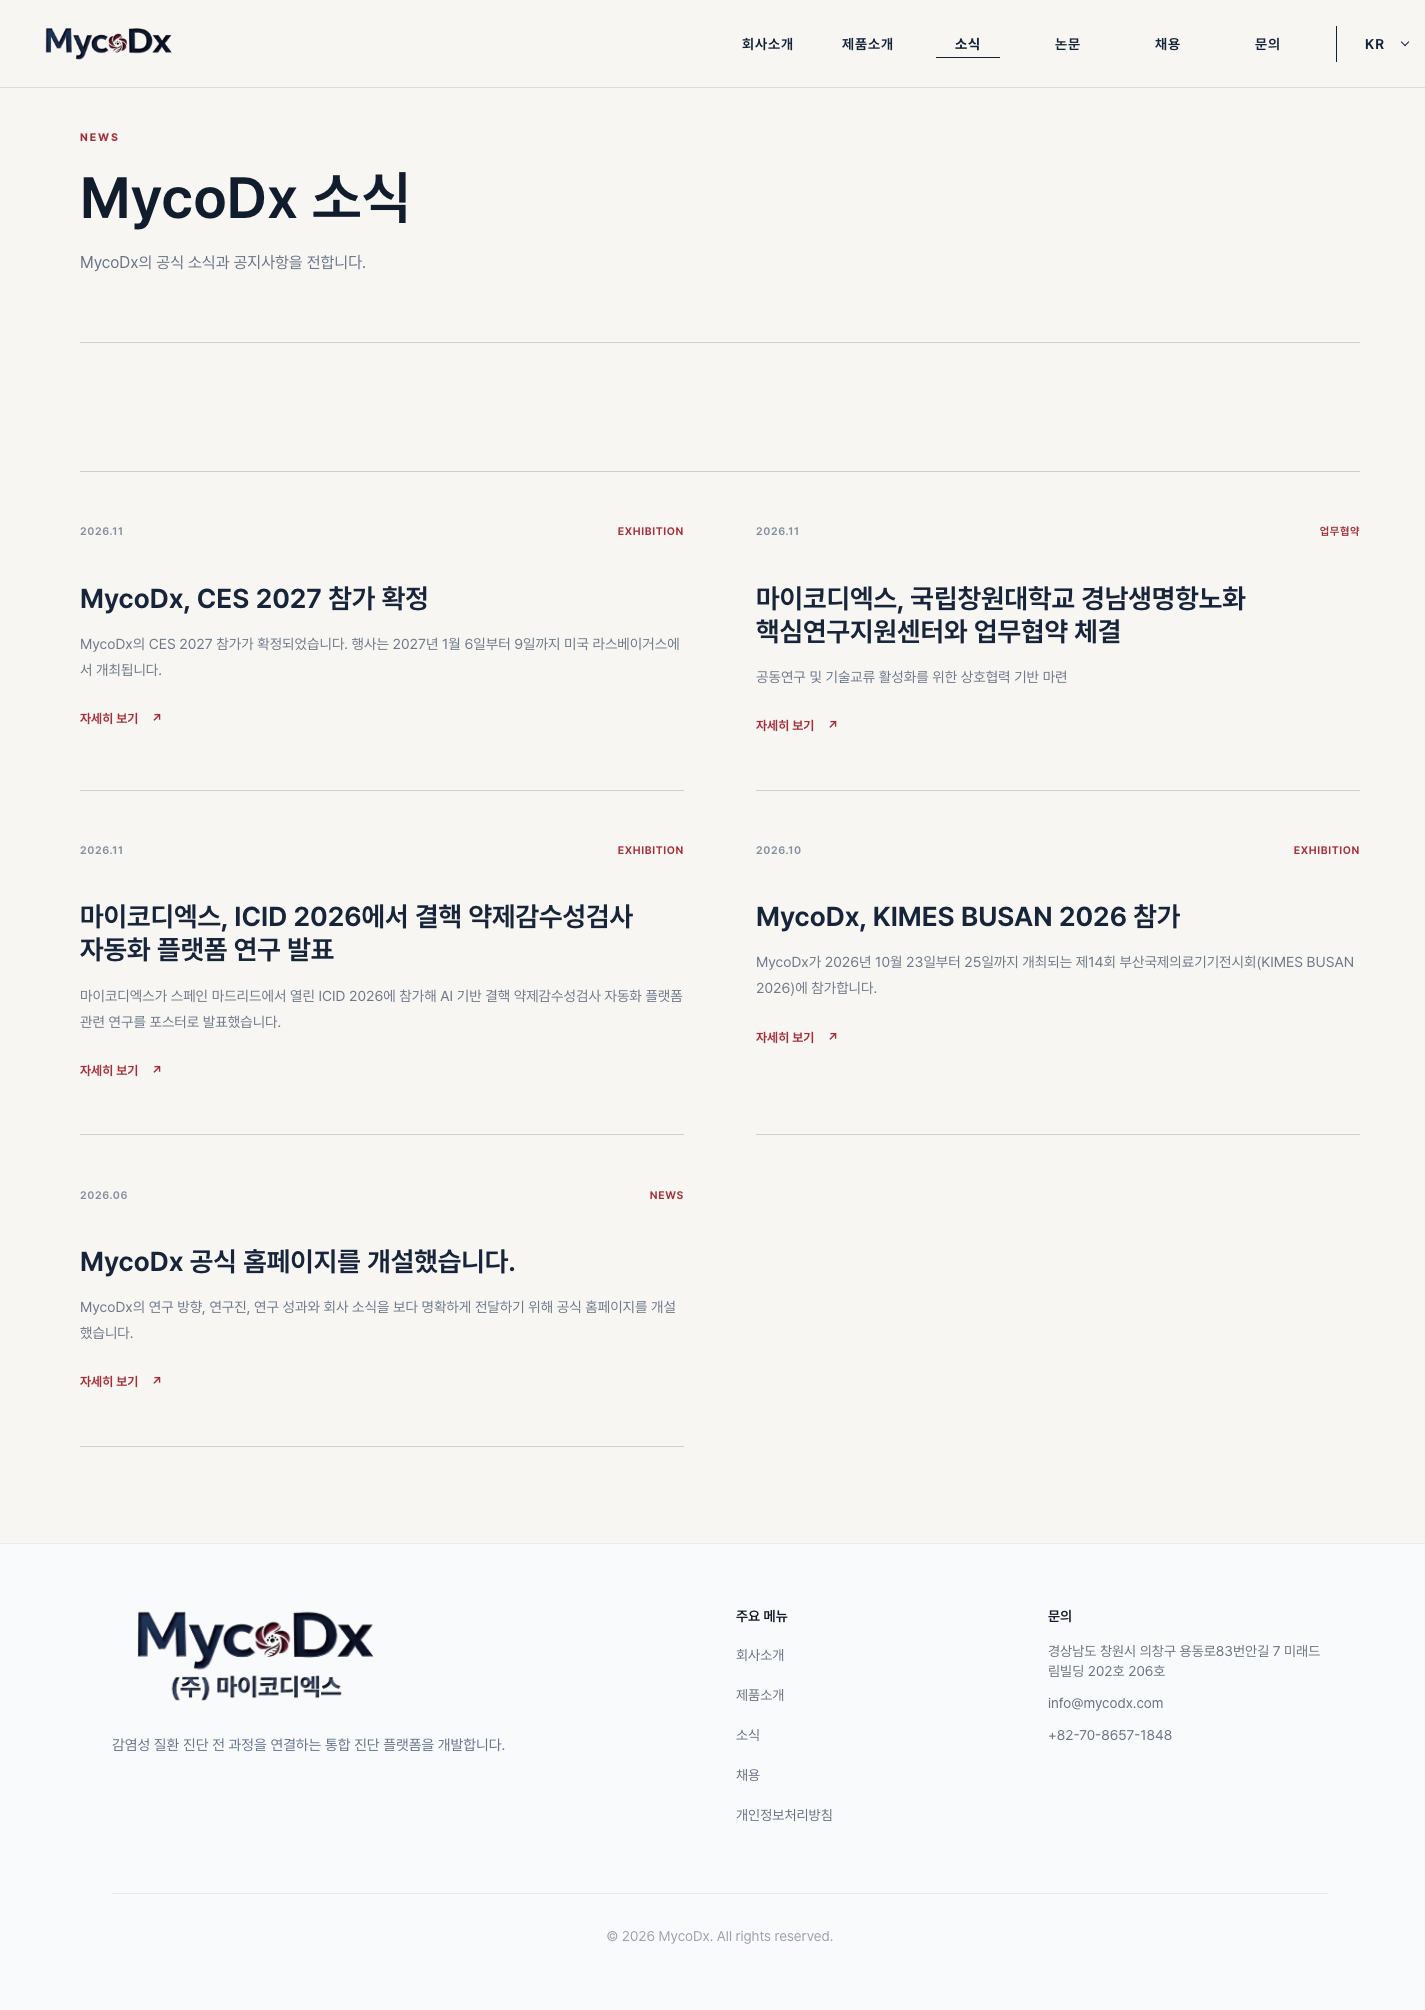 MycoDx
회사소개
제품소개
소식
논문
채용
문의
KR
NEWS
MycoDx 소식
MycoDx의 공식 소식과 공지사항을 전합니다.
2026.11
EXHIBITION
MycoDx, CES 2027 참가 확정
MycoDx의 CES 2027 참가가 확정되었습니다. 행사는 2027년 1월 6일부터 9일까지 미국 라스베이거스에
서 개최됩니다.
자세히 보기 ↗
2026.11
업무협약
마이코디엑스, 국립창원대학교 경남생명항노화
핵심연구지원센터와 업무협약 체결
공동연구 및 기술교류 활성화를 위한 상호협력 기반 마련
자세히 보기 ↗
2026.11
EXHIBITION
마이코디엑스, ICID 2026에서 결핵 약제감수성검사
자동화 플랫폼 연구 발표
마이코디엑스가 스페인 마드리드에서 열린 ICID 2026에 참가해 AI 기반 결핵 약제감수성검사 자동화 플랫폼
관련 연구를 포스터로 발표했습니다.
자세히 보기 ↗
2026.10
EXHIBITION
MycoDx, KIMES BUSAN 2026 참가
MycoDx가 2026년 10월 23일부터 25일까지 개최되는 제14회 부산국제의료기기전시회(KIMES BUSAN
2026)에 참가합니다.
자세히 보기 ↗
2026.06
NEWS
MycoDx 공식 홈페이지를 개설했습니다.
MycoDx의 연구 방향, 연구진, 연구 성과와 회사 소식을 보다 명확하게 전달하기 위해 공식 홈페이지를 개설
했습니다.
자세히 보기 ↗
MycoDx
(주) 마이코디엑스
감염성 질환 진단 전 과정을 연결하는 통합 진단 플랫폼을 개발합니다.
주요 메뉴
회사소개
제품소개
소식
채용
개인정보처리방침
문의
경상남도 창원시 의창구 용동로83번안길 7 미래드
림빌딩 202호 206호
info@mycodx.com
+82-70-8657-1848
© 2026 MycoDx. All rights reserved.